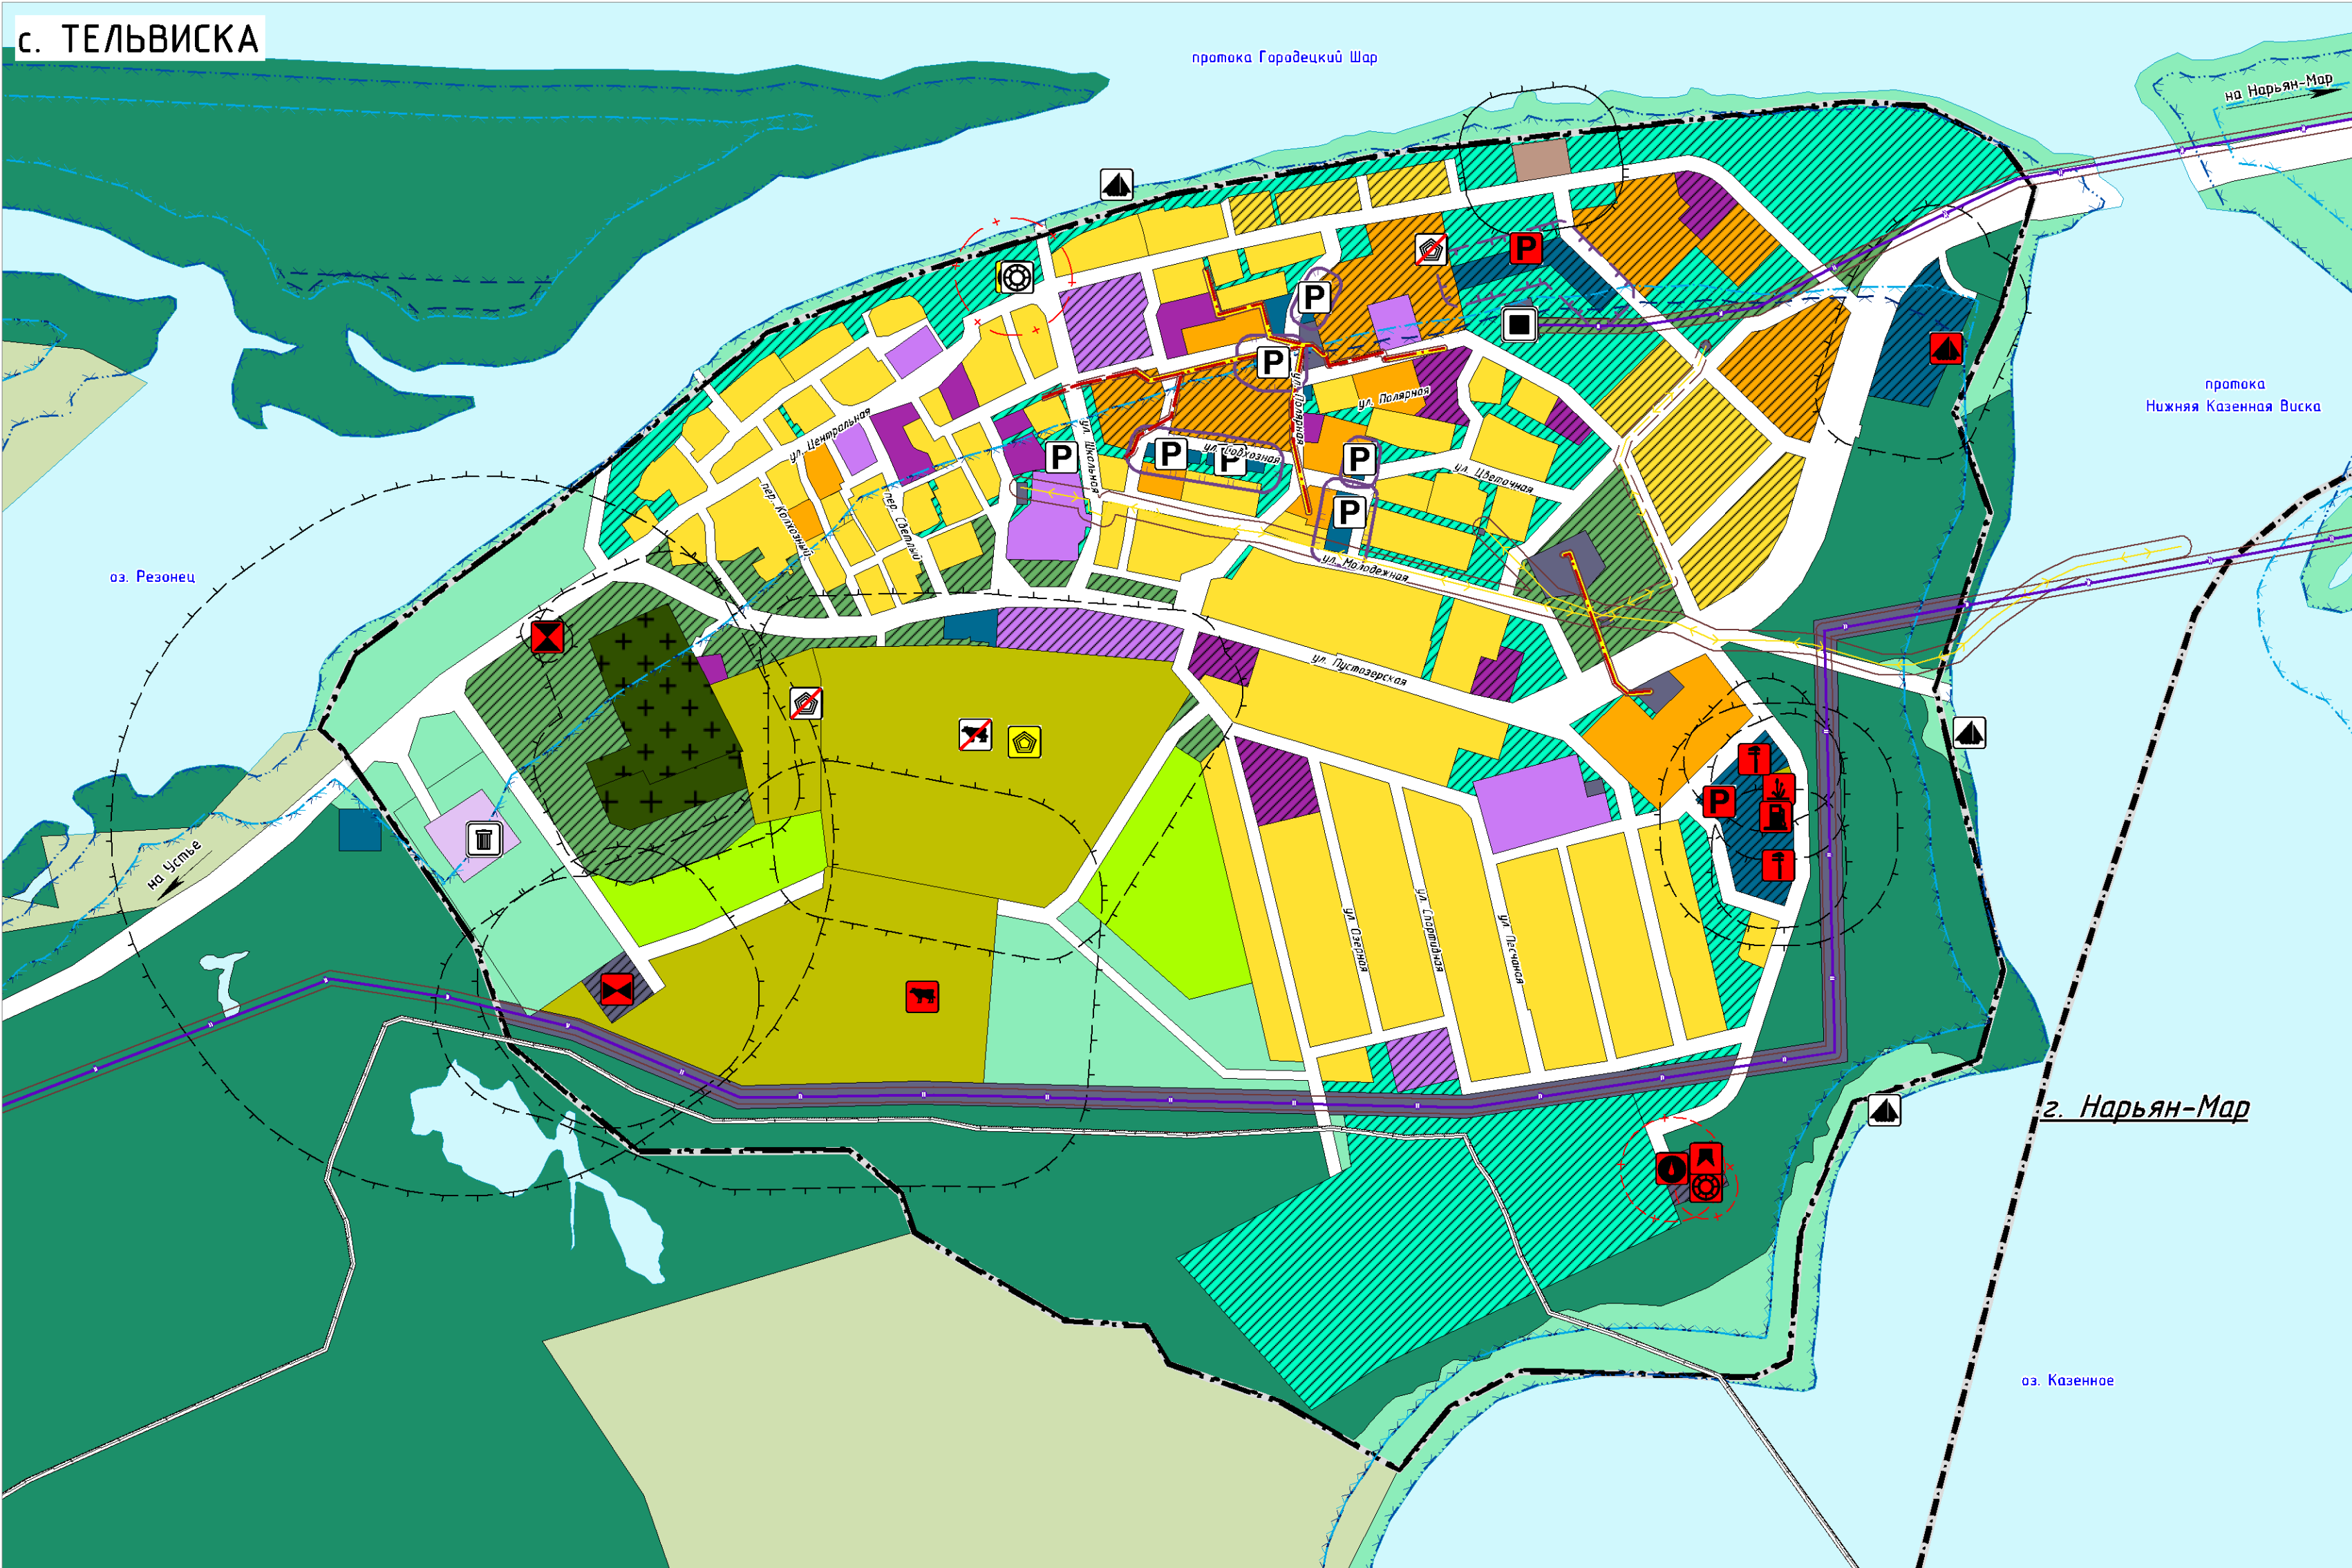 с. ТЕЛЬВИСКА
протока Городецкий Шар
на Нарьян-Мар
протока
Нижняя Казенная Виска
оз. Резонец
ул. Центральная
ул. Школьная
ул. Полярная
ул. Полярная
ул. Совхозная
ул. Цветочная
пер. Колхозный
пер. Светлый
ул. Молодежная
ул. Пустозерская
на Устье
ул. Озерная
ул. Спортивная
ул. Песчаная
г. Нарьян-Мар
оз. Казенное
P
P
P
P
P
P
P
P
P